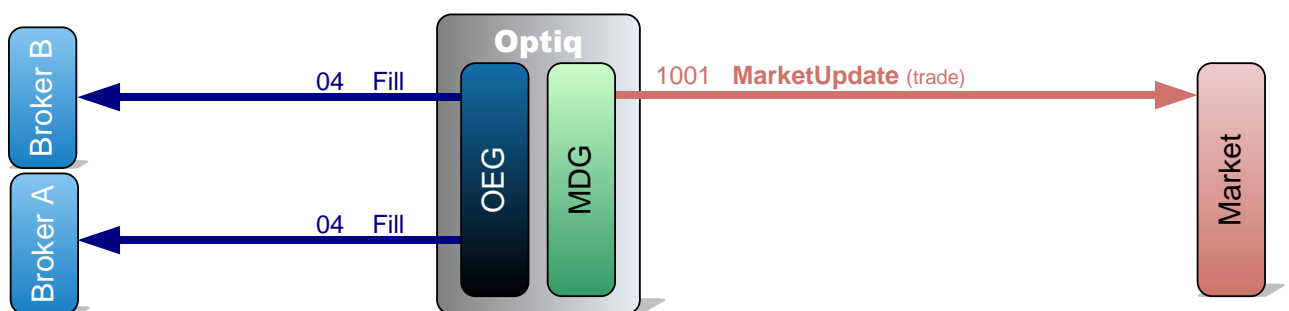 Optiq
Broker B
04 Fill
1001 MarketUpdate (trade)
OEG
MDG
Market
Broker A
04 Fill